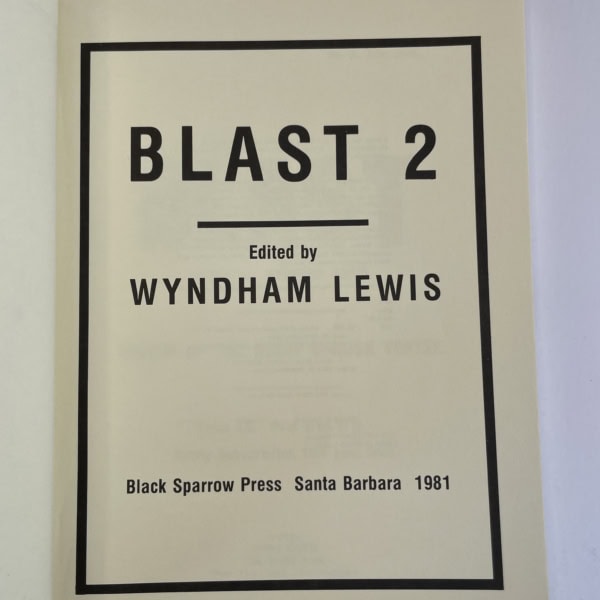 BLAST 2
Edited by
WYNDHAM LEWIS
Black Sparrow Press Santa Barbara 1981